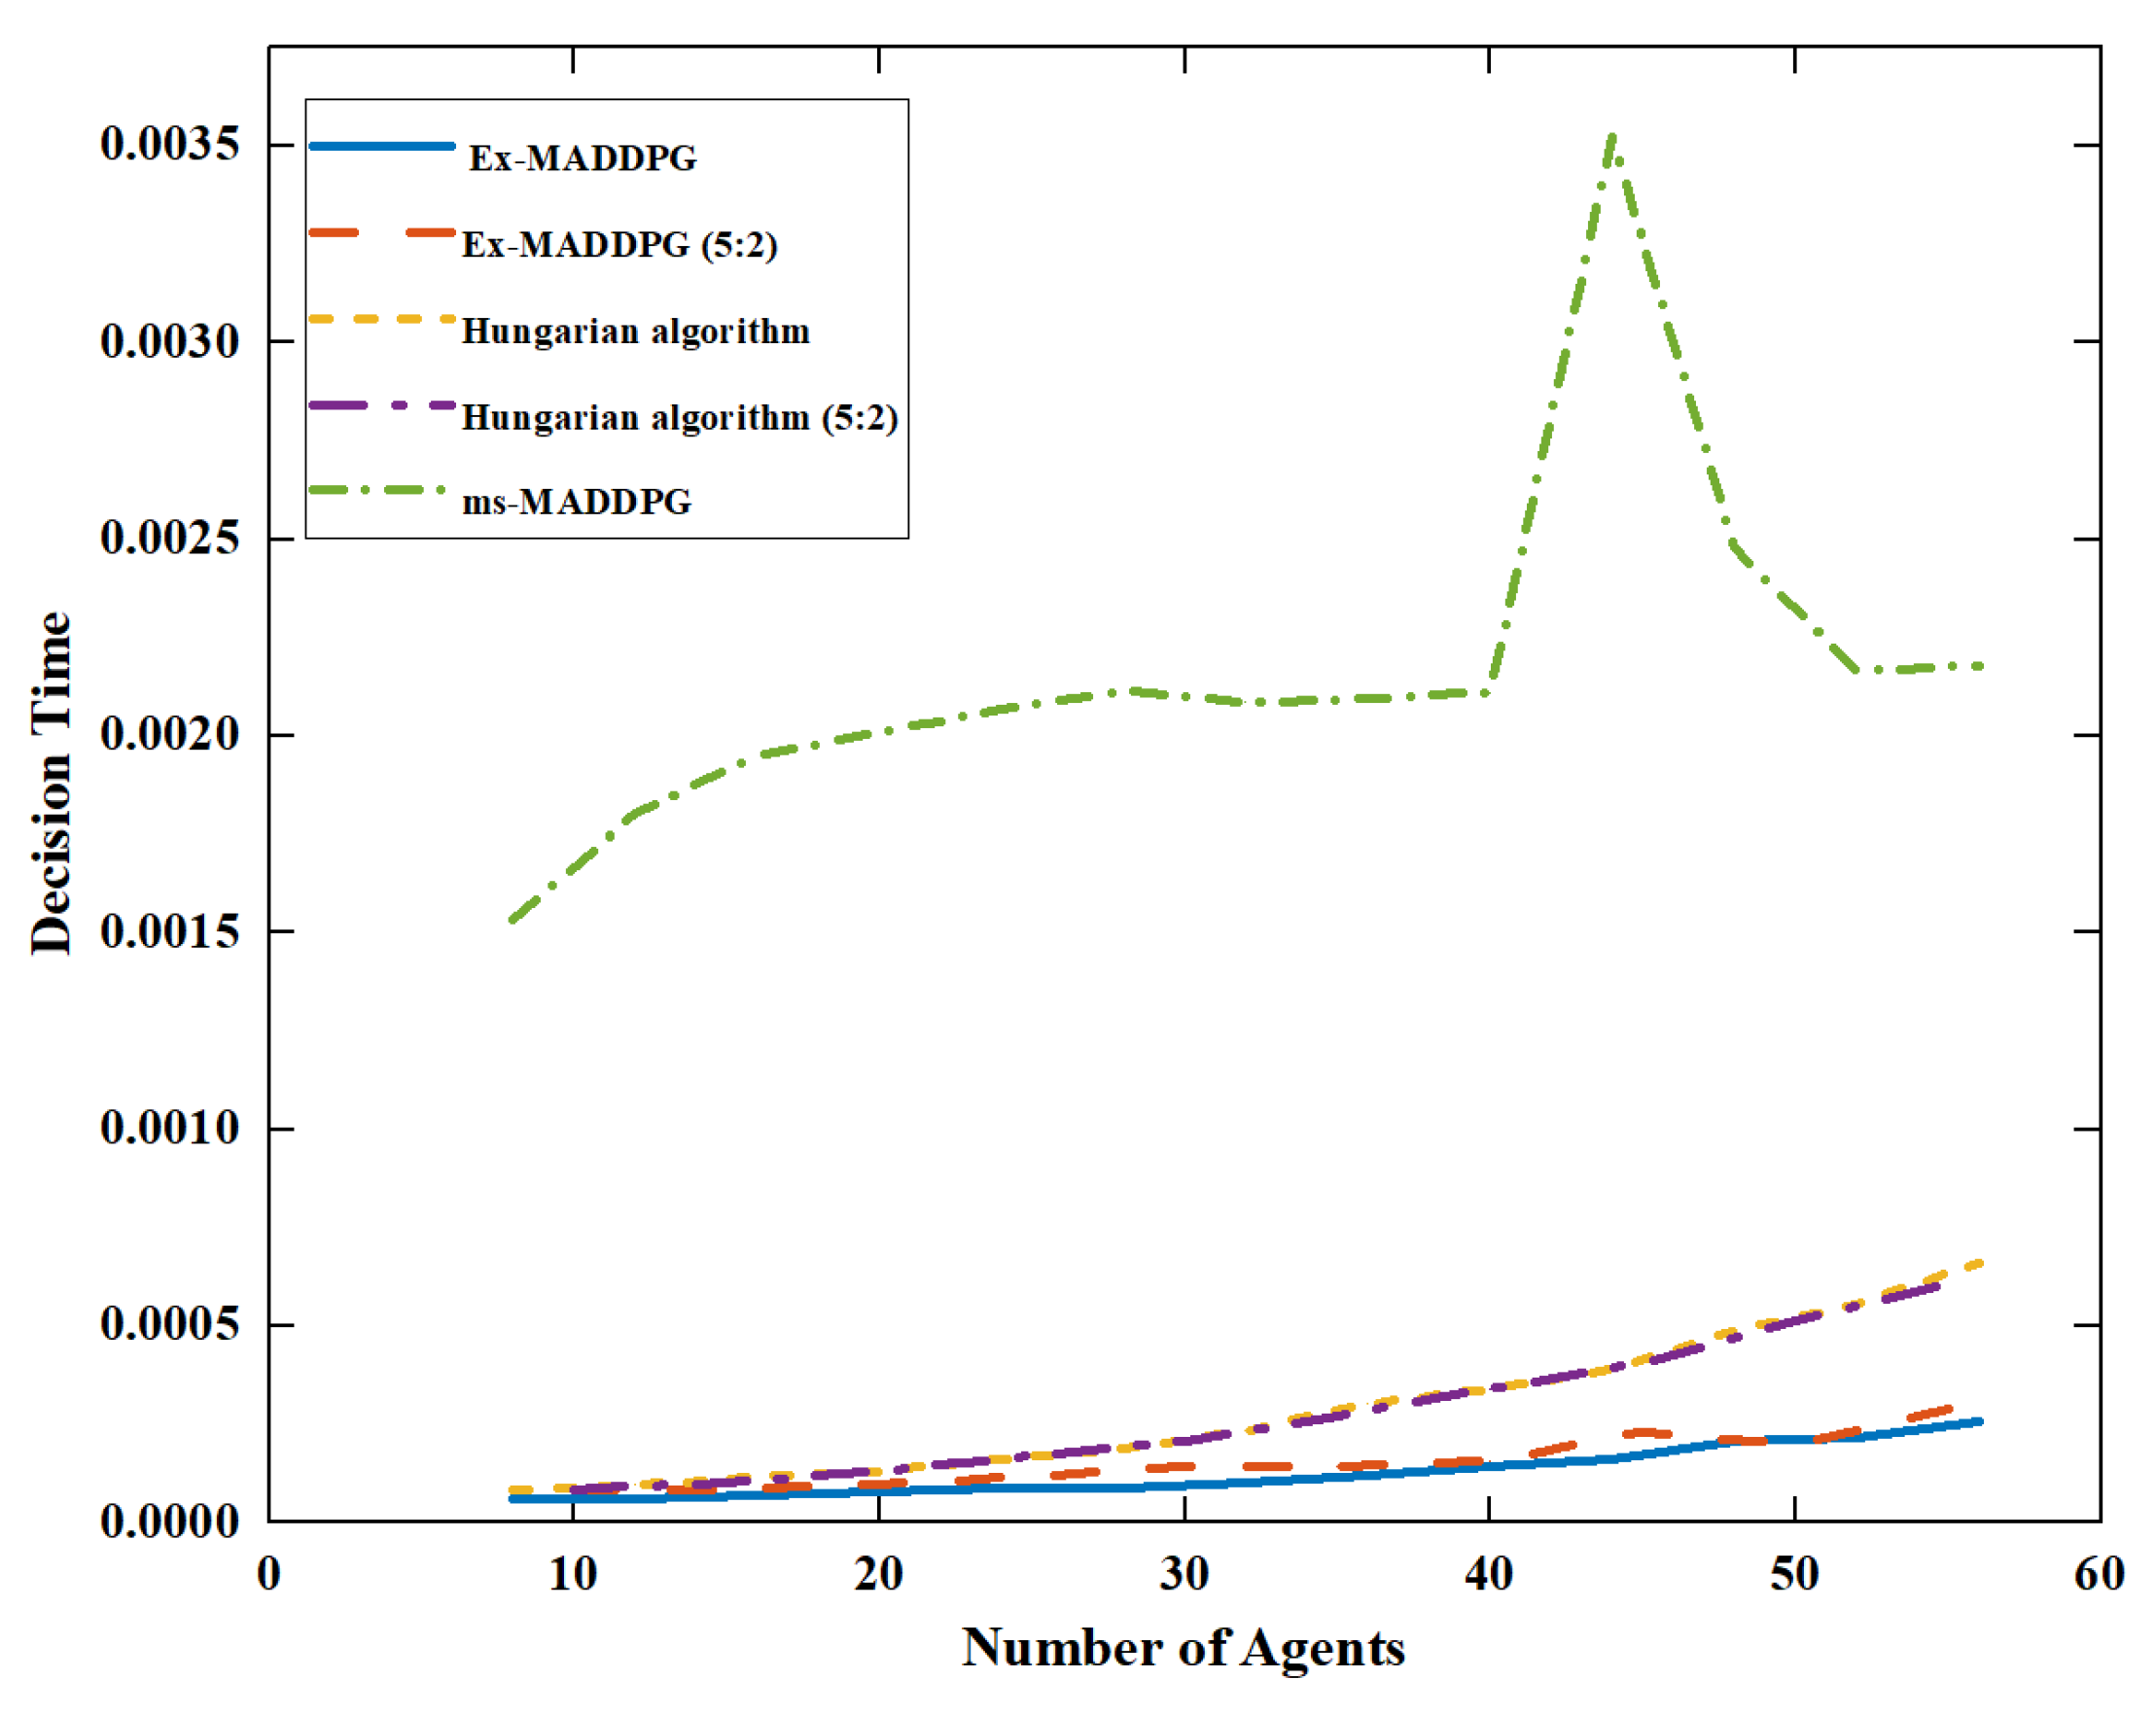 Ex-MADDPG
Ex-MADDPG (5:2)
Hungarian algorithm
Hungarian algorithm (5:2)
ms-MADDPG
0.0035
0.0030
0.0025
0.0020
0.0015
0.0010
0.0005
0.0000
Decision Time
0 10 20 30 40 50 60
Number of Agents